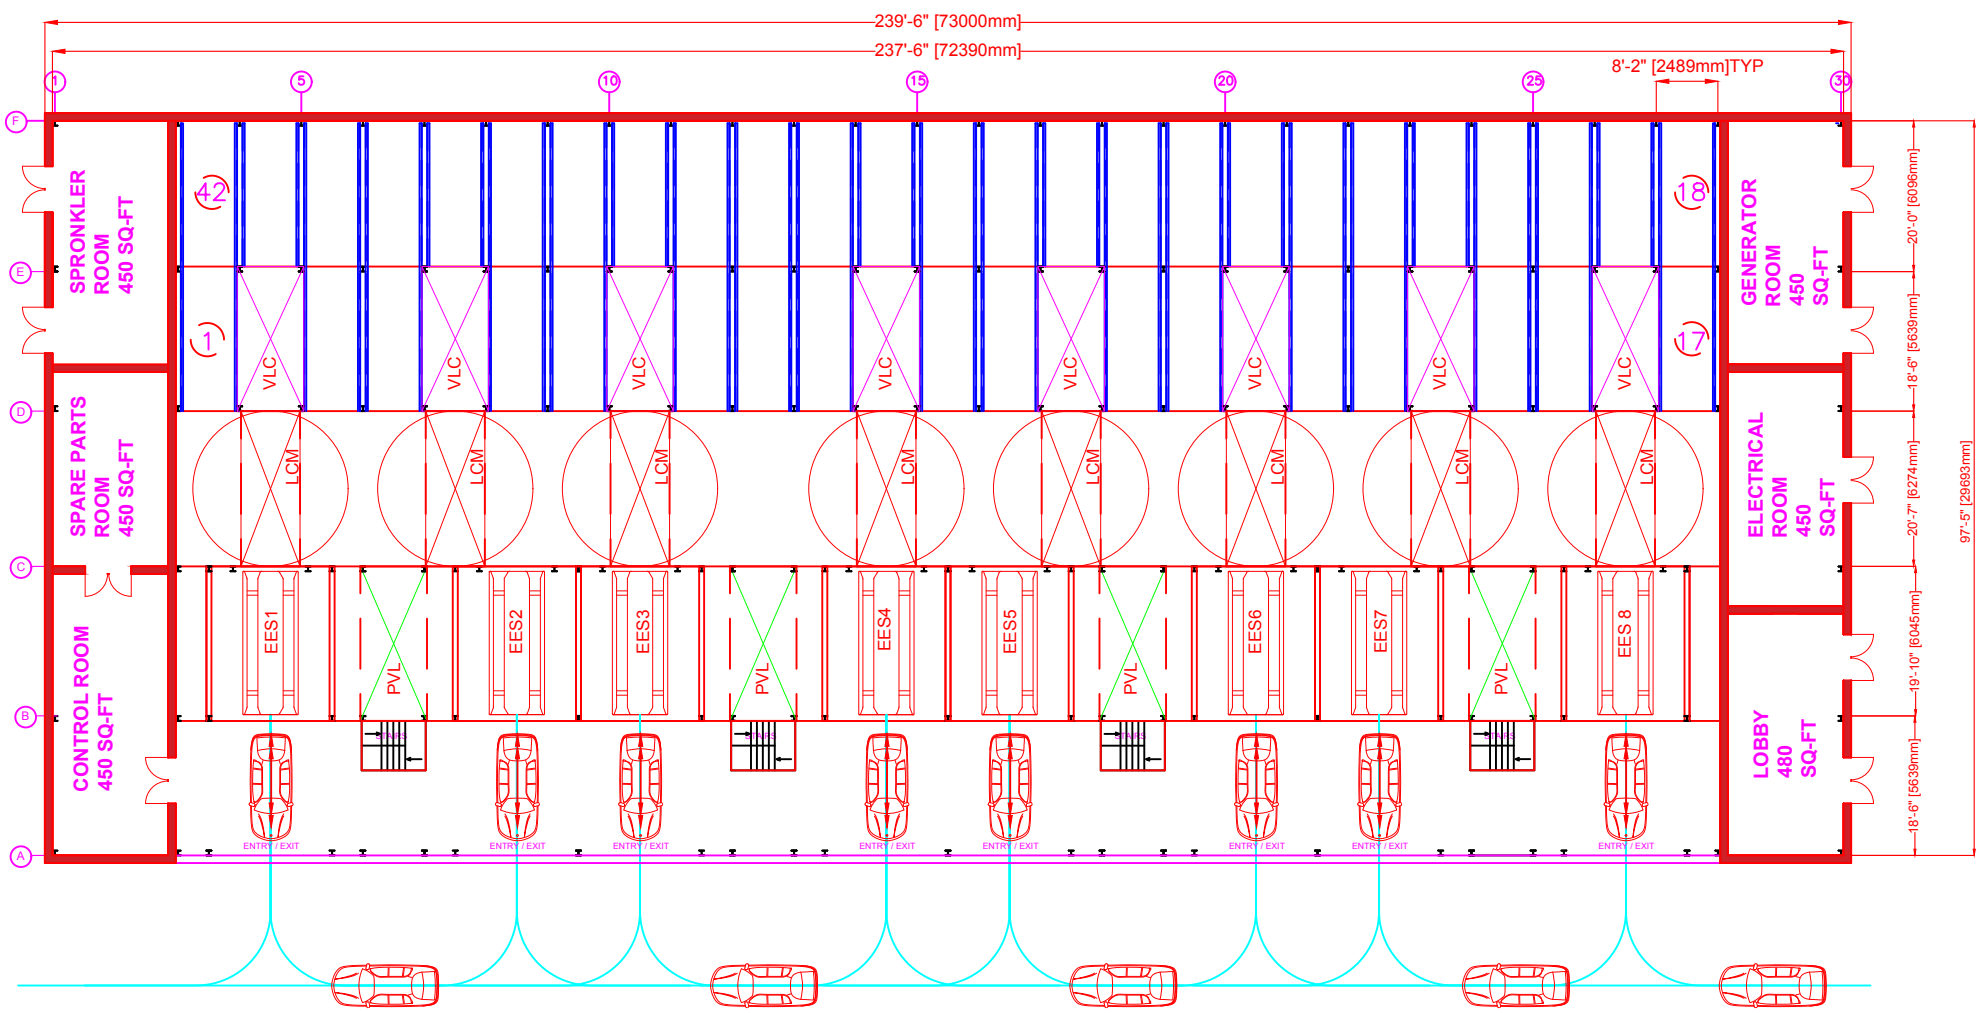 239'-6" [73000mm]
237'-6" [72390mm]
8'-2" [2489mm]TYP
1
5
10
15
20
25
30
F
E
D
C
B
A
SPRONKLER
ROOM
450 SQ-FT
SPARE PARTS
ROOM
450 SQ-FT
CONTROL ROOM
450 SQ-FT
42
18
1
17
VLC
VLC
VLC
VLC
VLC
VLC
VLC
VLC
LCM
LCM
LCM
LCM
LCM
LCM
LCM
LCM
EES1
PVL
EES2
EES3
PVL
EES4
EES5
PVL
EES6
EES7
PVL
EES 8
STAIRS
STAIRS
STAIRS
STAIRS
ENTRY / EXIT
ENTRY / EXIT
ENTRY / EXIT
ENTRY / EXIT
ENTRY / EXIT
ENTRY / EXIT
ENTRY / EXIT
ENTRY / EXIT
GENERATOR
ROOM
450
SQ-FT
ELECTRICAL
ROOM
450
SQ-FT
LOBBY
480
SQ-FT
20'-0" [6096mm]
18'-6" [5639mm]
20'-7" [6274mm]
19'-10" [6045mm]
18'-6" [5639mm]
97'-5" [29693mm]